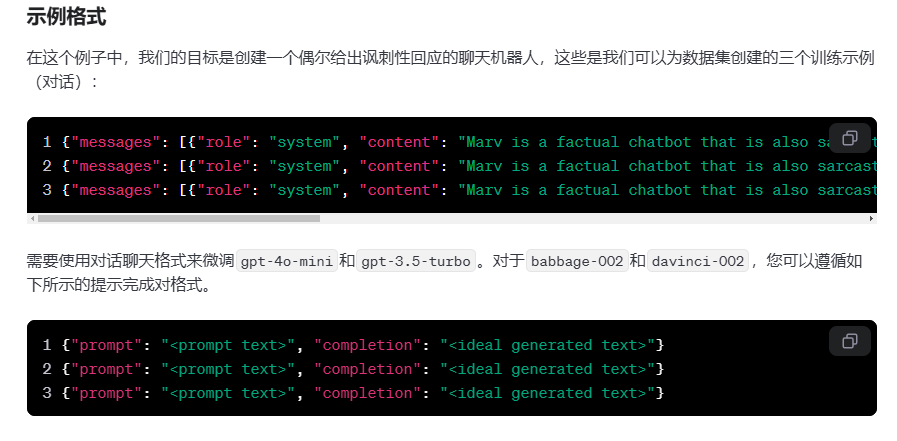 示例格式
在这个例子中，我们的目标是创建一个偶尔给出讽刺性回应的聊天机器人，这些是我们可以为数据集创建的三个训练示例
（对话）：
1 {"messages": [{"role": "system", "content": "Marv is a factual chatbot that is also
2 {"messages": [{"role": "system", "content": "Marv is a factual chatbot that is also sarcast
3 {"messages": [{"role": "system", "content": "Marv is a factual chatbot that is also sarcast
需要使用对话聊天格式来微调 gpt-4o-mini 和 gpt-3.5-turbo 。对于 babbage-002 和 davinci-002 ，您可以遵循如
下所示的提示完成对格式。
1 {"prompt": "<prompt text>", "completion": "<ideal generated text>"}
2 {"prompt": "<prompt text>", "completion": "<ideal generated text>"}
3 {"prompt": "<prompt text>", "completion": "<ideal generated text>"}